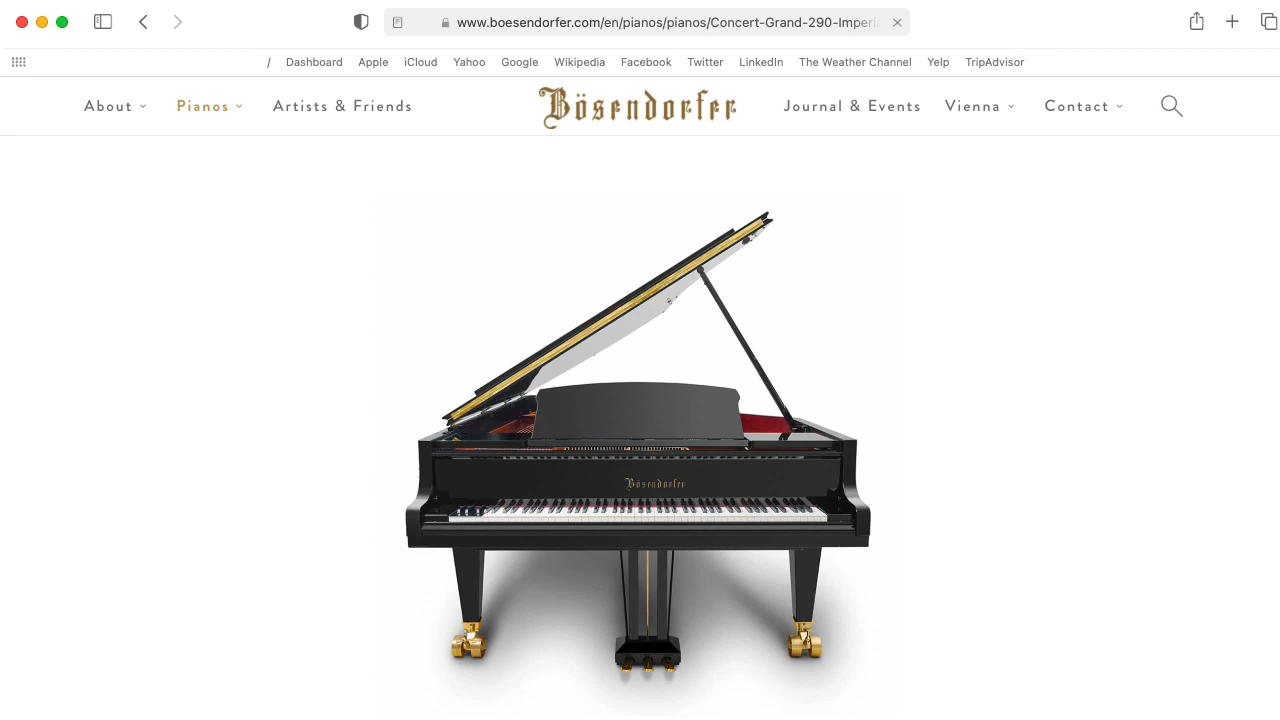 www.boesendorfer.com/en/pianos/pianos/Concert-Grand-290-Imperi
/ Dashboard Apple iCloud Yahoo Google Wikipedia Facebook Twitter LinkedIn The Weather Channel Yelp TripAdvisor
About Pianos Artists & Friends Bösendorfer Journal & Events Vienna Contact
Bösendorfer